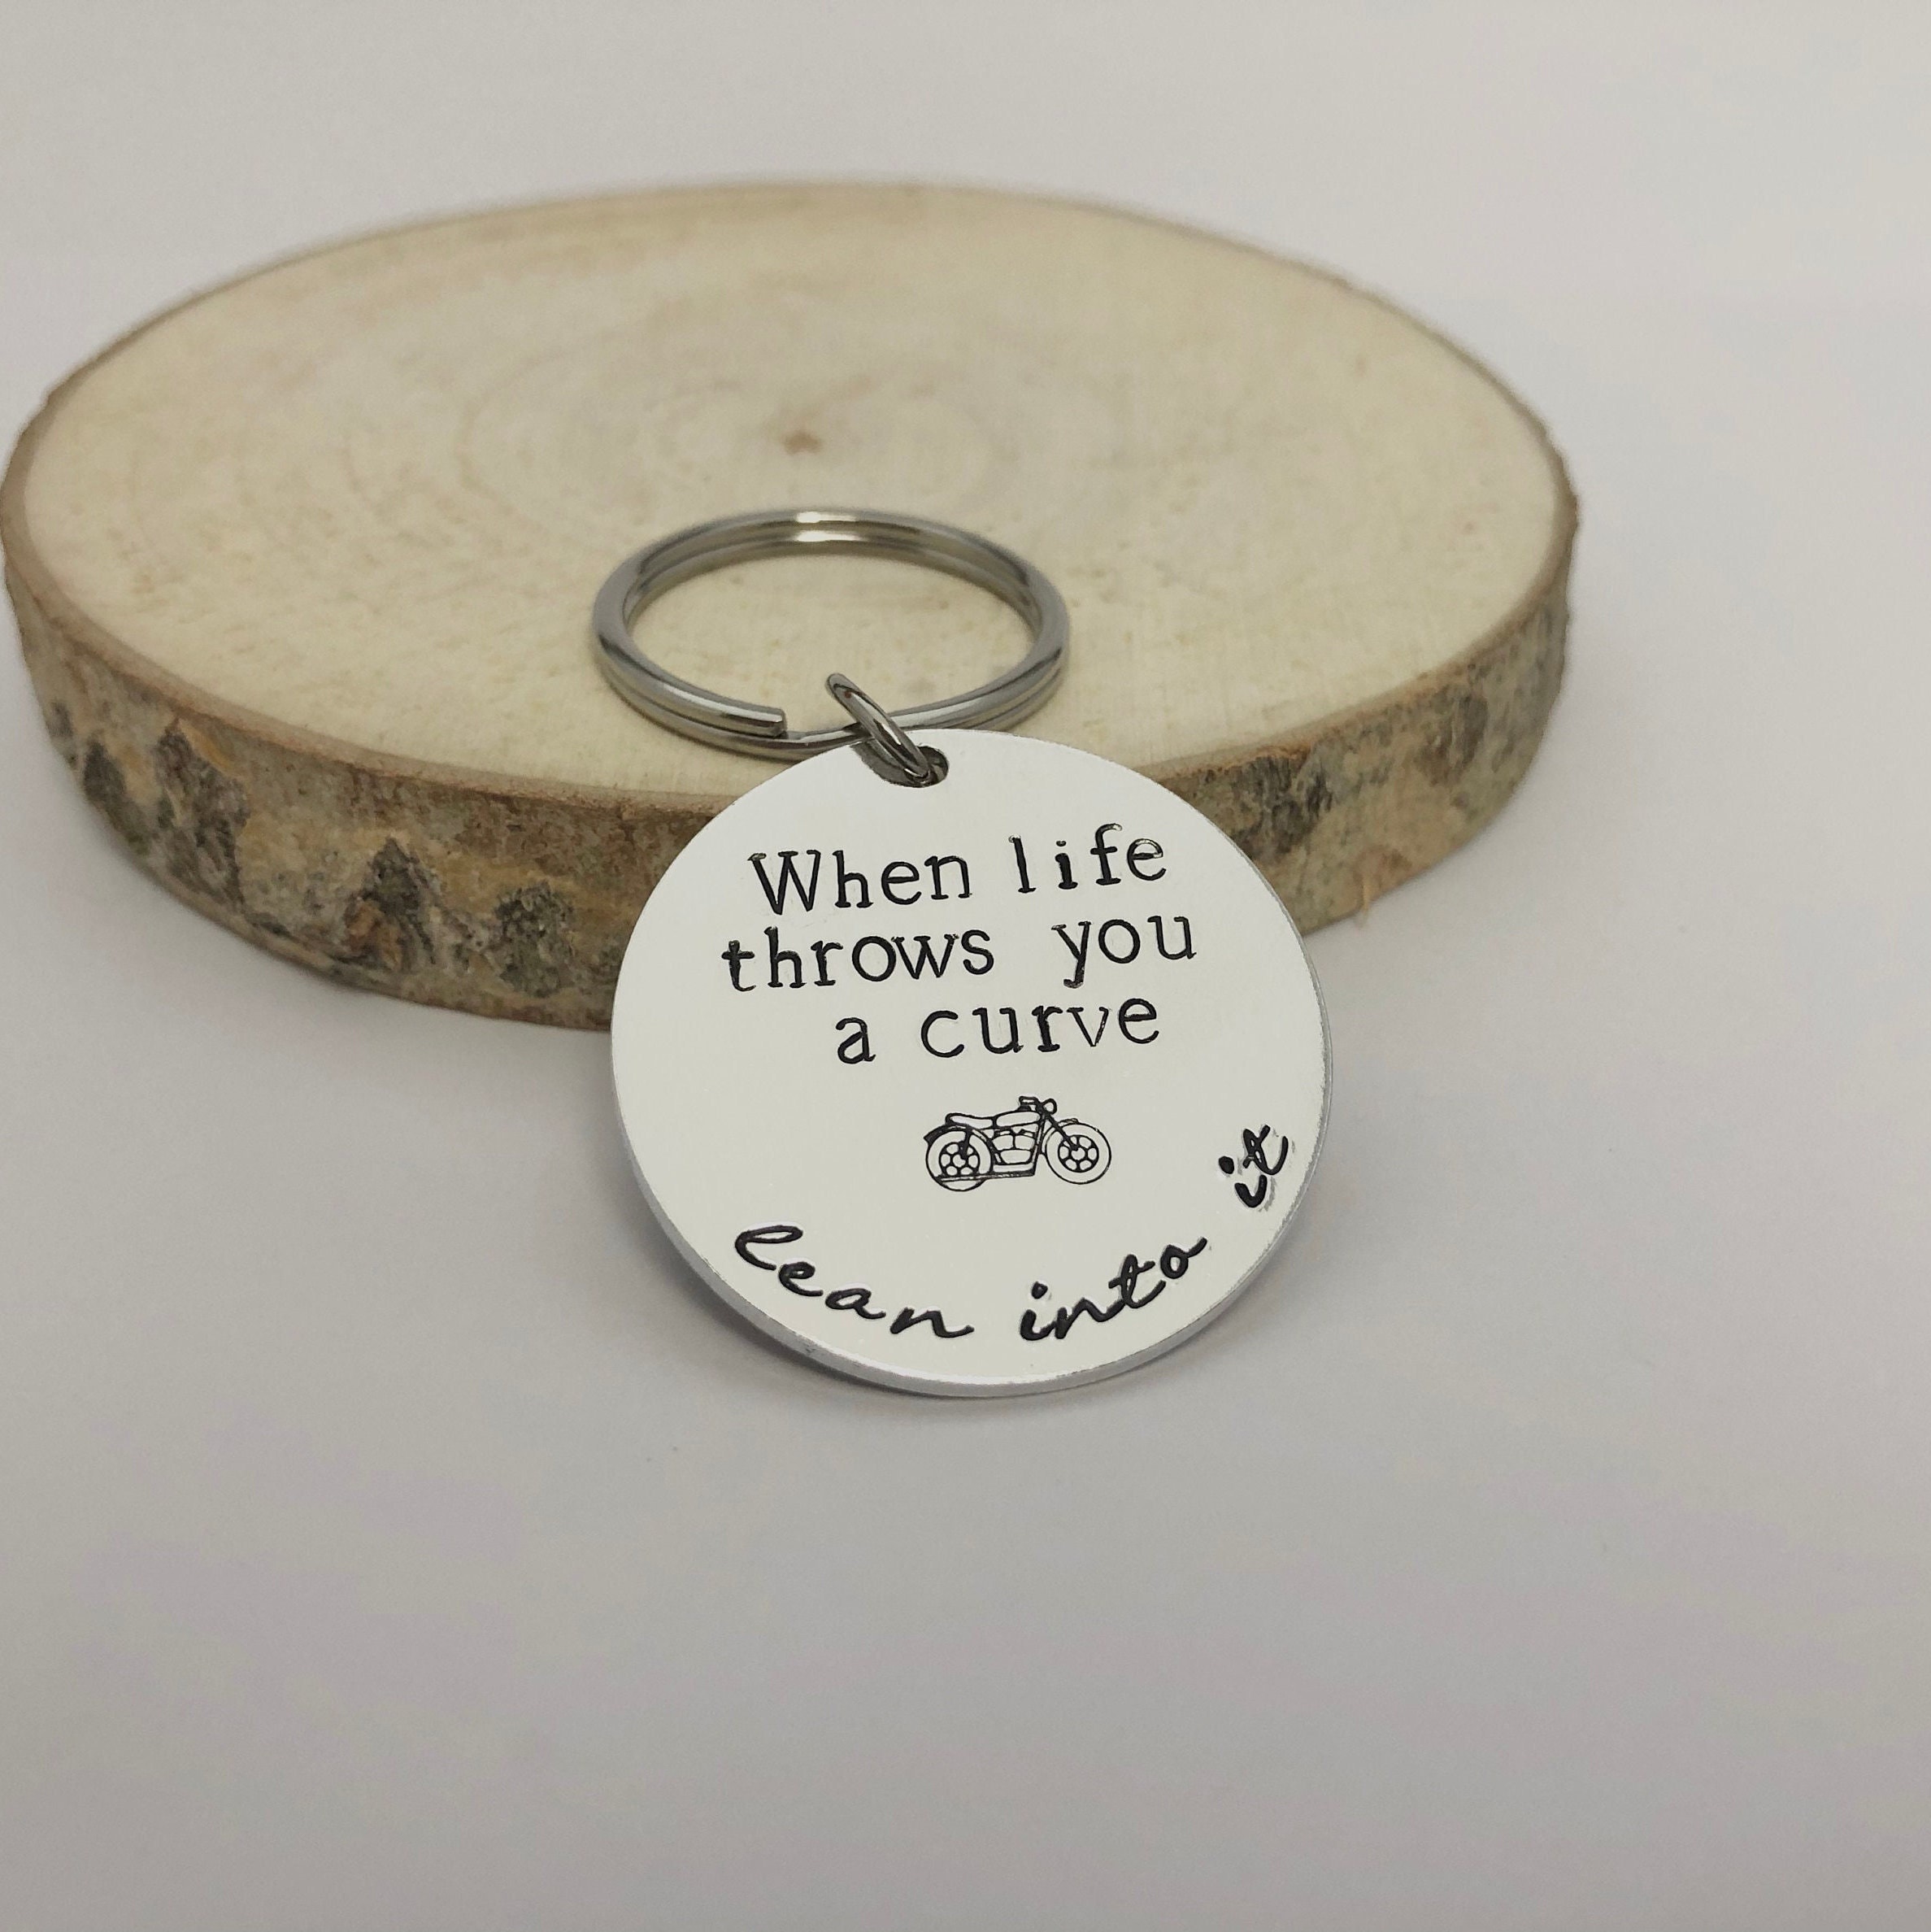 When life
throws you
a curve
lean into it